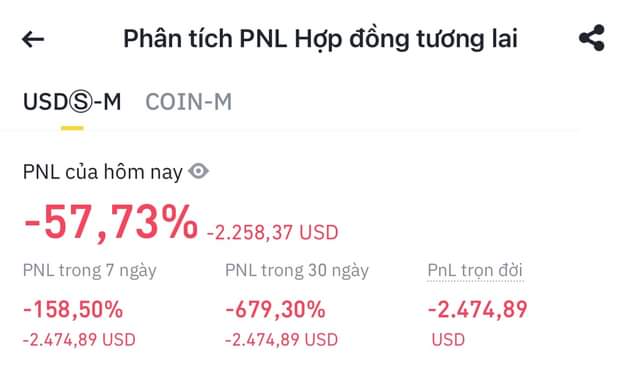 Phân tích PNL Hợp đồng tương lai
USDⓈ-M COIN-M
PNL của hôm nay
-57,73% -2.258,37 USD
PNL trong 7 ngày PNL trong 30 ngày PnL trọn đời
-158,50% -679,30% -2.474,89
-2.474,89 USD -2.474,89 USD USD